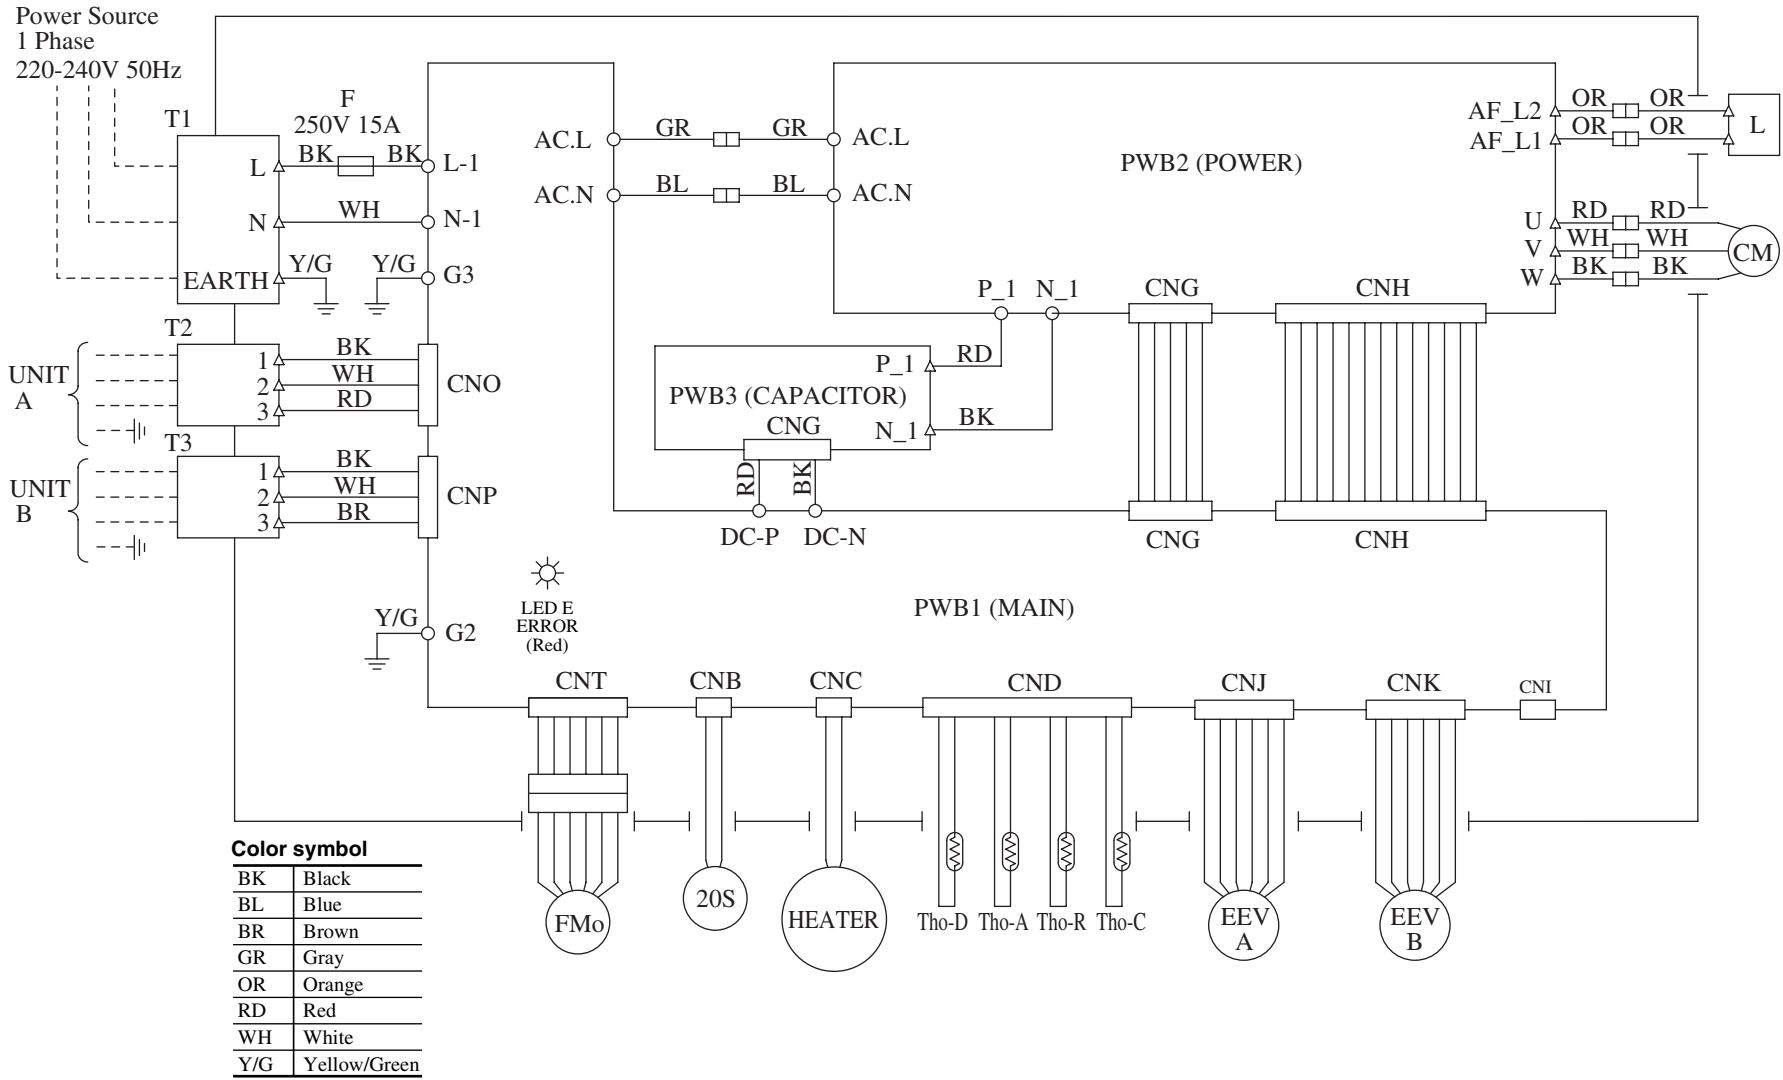 Power Source
1 Phase
220-240V 50Hz
T1
F
250V 15A
L BK BK L-1
N WH N-1
EARTH Y/G Y/G G3
AC.L GR GR AC.L
AC.N BL BL AC.N
PWB2 (POWER)
AF_L2 OR OR
AF_L1 OR OR
L
U RD RD
V WH WH
W BK BK
CM
P_1 N_1 CNG CNH
T2
UNIT
A
1 BK
2 WH
3 RD
CNO
P_1 RD
PWB3 (CAPACITOR)
CNG
N_1 BK
RD BK
DC-P DC-N
CNG CNH
T3
UNIT
B
1 BK
2 WH
3 BR
CNP
LED E
ERROR
(Red)
PWB1 (MAIN)
Y/G G2
CNT CNB CNC CND CNJ CNK CNI
FMo
20S
HEATER
Tho-D Tho-A Tho-R Tho-C
EEV
A
EEV
B
Color symbol
BK Black
BL Blue
BR Brown
GR Gray
OR Orange
RD Red
WH White
Y/G Yellow/Green